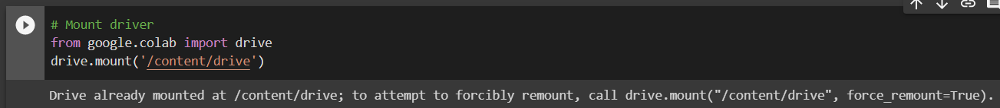 # Mount driver
from google.colab import drive
drive.mount('/content/drive')
Drive already mounted at /content/drive; to attempt to forcibly remount, call drive.mount("/content/drive", force_remount=True).